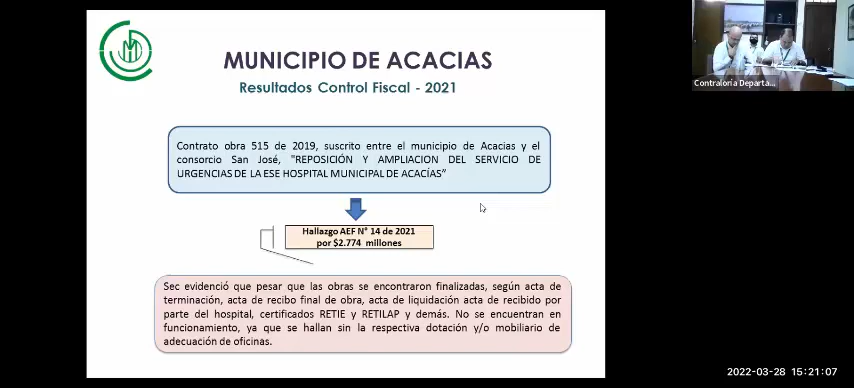 MUNICIPIO DE ACACIAS
Resultados Control Fiscal - 2021
Contrato obra 515 de 2019, suscrito entre el municipio de Acacias y el
consorcio San José, "REPOSICIÓN Y AMPLIACION DEL SERVICIO DE
URGENCIAS DE LA ESE HOSPITAL MUNICIPAL DE ACACÍAS"
Hallazgo AEF N° 14 de 2021
por $2.774 millones
Sec evidenció que pesar que las obras se encontraron finalizadas, según acta de
terminación, acta de recibo final de obra, acta de liquidación acta de recibido por
parte del hospital, certificados RETIE y RETILAP y demás. No se encuentran en
funcionamiento, ya que se hallan sin la respectiva dotación y/o mobiliario de
adecuación de oficinas.
Contraloría Departa...
2022-03-28 15:21:07